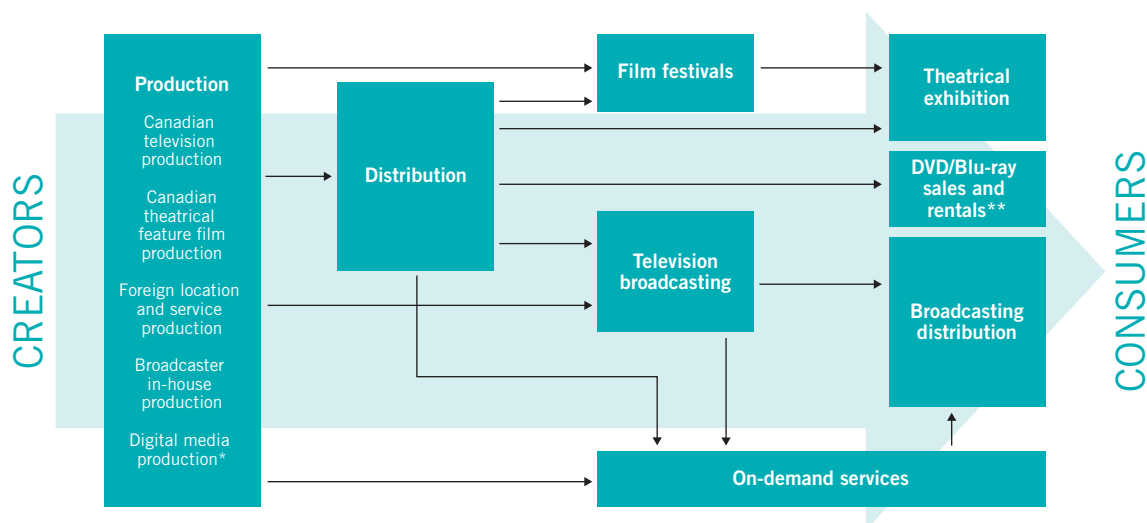 CREATORS
Production
Canadian
television
production
Canadian
theatrical
feature film
production
Foreign location
and service
production
Broadcaster
in-house
production
Digital media
production*
Distribution
Film festivals
Television
broadcasting
On-demand services
Theatrical
exhibition
DVD/Blu-ray
sales and
rentals**
Broadcasting
distribution
CONSUMERS